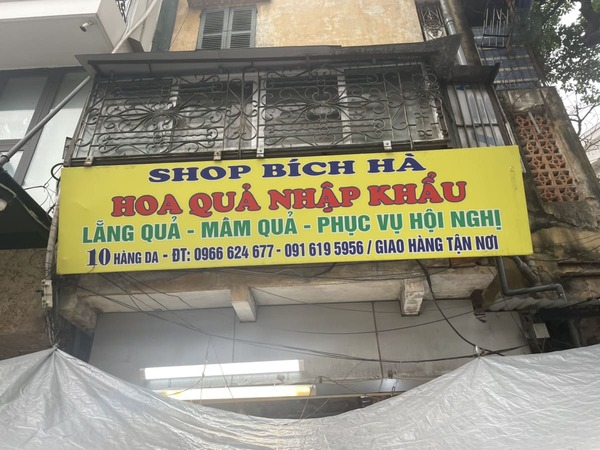 SHOP BÍCH HÀ
HOA QUẢ NHẬP KHẨU
LẲNG QUẢ - MÂM QUẢ - PHỤC VỤ HỘI NGHỊ
10 HÀNG DA - ĐT: 0966 624 677 - 091 619 5956 / GIAO HÀNG TẬN NƠI